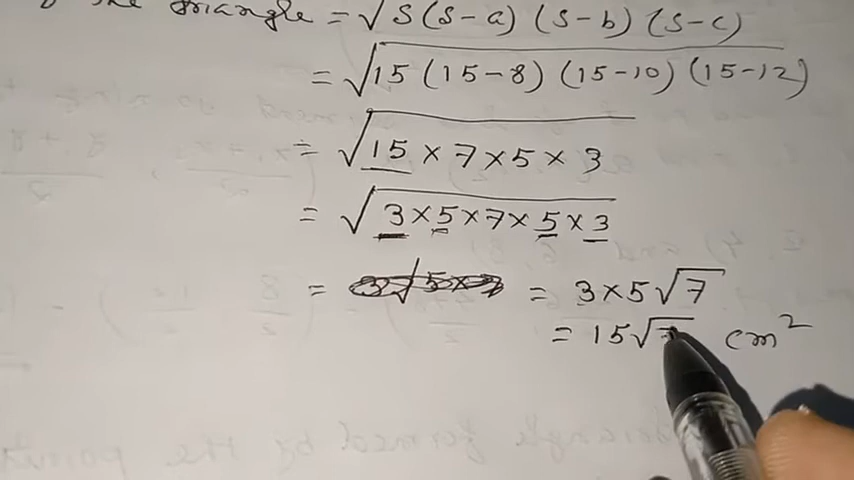 the triangle = √S(S-a) (S-b) (S-c)
= √15 (15-8) (15-10) (15-12)
= √15 × 7 × 5 × 3
= √3 × 5 × 7 × 5 × 3
= = 3 × 5√7
= 15√7 cm²